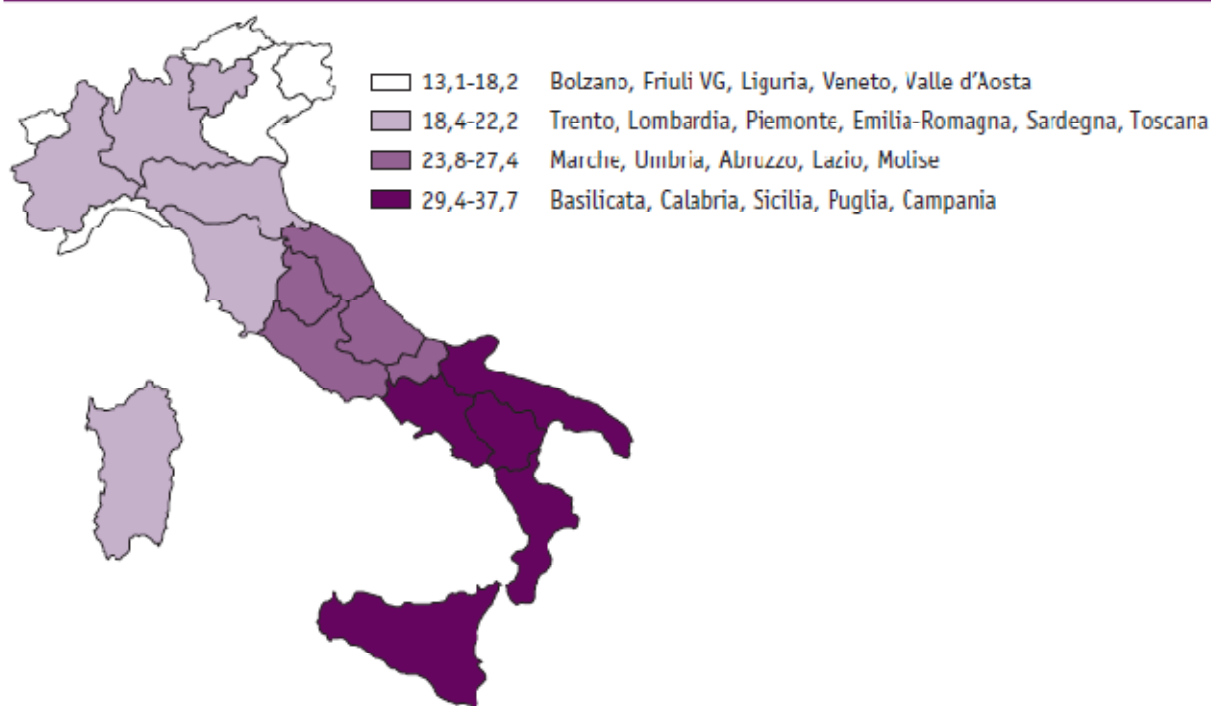 13,1-18,2 Bolzano, Friuli VG, Liguria, Veneto, Valle d'Aosta
18,4-22,2 Trento, Lombardia, Piemonte, Emilia-Romagna, Sardegna, Toscana
23,8-27,4 Marche, Umbria, Abruzzo, Lazio, Molise
29,4-37,7 Basilicata, Calabria, Sicilia, Puglia, Campania